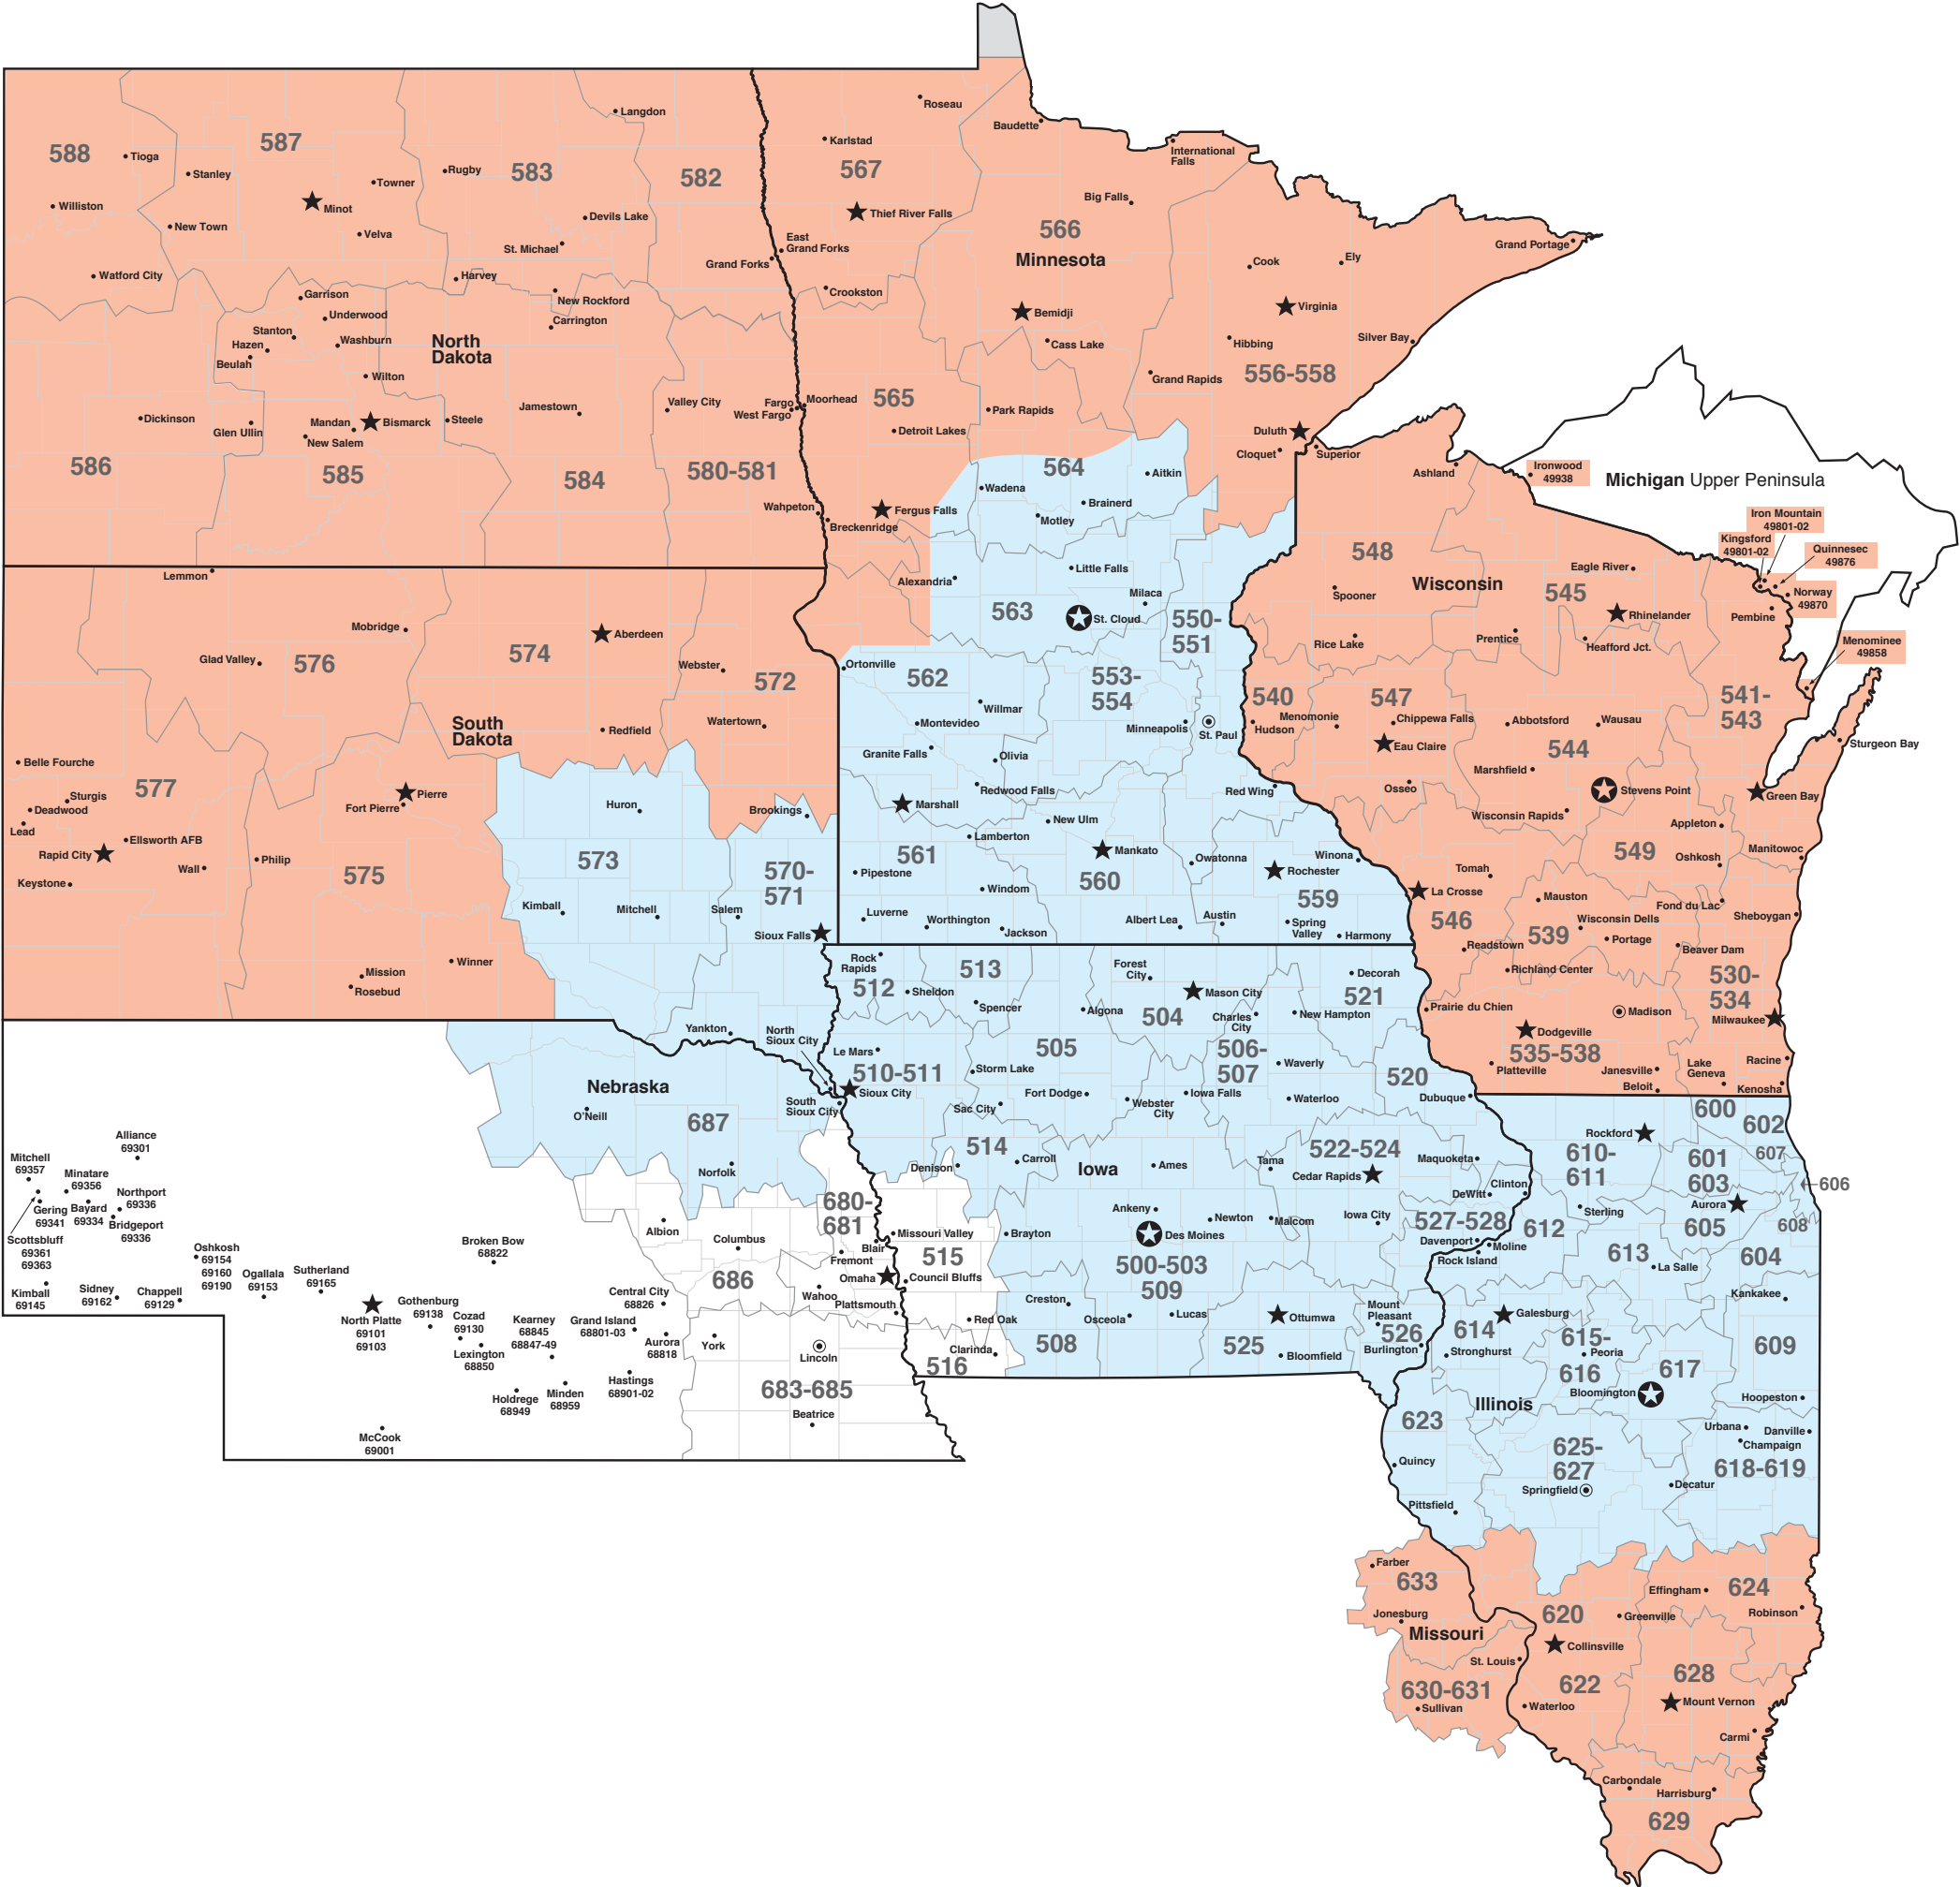 Roseau
Langdon
Baudette
Karlstad
International
Falls
587
588
Tioga
567
583
Rugby
Stanley
582
Towner
Big Falls
Williston
Minot
Thief River Falls
Devils Lake
New Town
566
Velva
East
Grand Forks
St. Michael
Grand Portage
Minnesota
Grand Forks
Cook
Ely
Watford City
Harvey
Crookston
Garrison
New Rockford
Virginia
Underwood
Bemidji
Carrington
Stanton
Washburn
North
Dakota
Hazen
Cass Lake
Hibbing
Silver Bay
Beulah
Wilton
Grand Rapids
556-558
565
Moorhead
Valley City
Fargo
West Fargo
Jamestown
Park Rapids
Dickinson
Mandan
Bismarck
Steele
Glen Ullin
New Salem
Detroit Lakes
Duluth
Cloquet
Superior
586
585
584
580-581
564
Aitkin
Ashland
Ironwood
49938
Michigan Upper Peninsula
Wadena
Brainerd
Wahpeton
Fergus Falls
Motley
Breckenridge
Iron Mountain
49801-02
Kingsford
49801-02
Quinnesec
49876
548
Lemmon
Alexandria
Little Falls
Wisconsin
Eagle River
545
Milaca
Spooner
Norway
49870
563
St. Cloud
550-
551
Rhinelander
Pembine
Mobridge
Aberdeen
Prentice
Rice Lake
Heafford Jct.
Menominee
49858
574
Glad Valley
576
Webster
Ortonville
562
553-
554
572
540
547
541-
543
Willmar
Menomonie
Chippewa Falls
Abbotsford
Wausau
South
Dakota
Redfield
Watertown
Montevideo
Minneapolis
St. Paul
Hudson
Eau Claire
544
Sturgeon Bay
Granite Falls
Olivia
Belle Fourche
Marshfield
577
Redwood Falls
Red Wing
Osseo
Stevens Point
Pierre
Sturgis
Fort Pierre
Deadwood
Huron
Brookings
Marshall
Green Bay
Wisconsin Rapids
Lead
New Ulm
Appleton
Ellsworth AFB
Lamberton
Rapid City
Philip
Wall
573
561
Mankato
Owatonna
Winona
549
Manitowoc
Oshkosh
Keystone
575
570-
571
Pipestone
560
Rochester
Tomah
Windom
La Crosse
Kimball
Mitchell
Salem
559
Mauston
Fond du Lac
Luverne
Worthington
Albert Lea
Austin
Spring
Valley
546
Wisconsin Dells
Sheboygan
Sioux Falls
Jackson
Harmony
539
Portage
Readstown
Beaver Dam
Winner
Rock
Rapids
513
Forest
City
Decorah
Richland Center
530-
534
Mission
512
Sheldon
Mason City
521
Rosebud
Spencer
Algona
504
Charles
City
New Hampton
Prairie du Chien
Madison
Milwaukee
Yankton
North
Sioux City
Dodgeville
Le Mars
505
506-
507
535-538
Lake
Geneva
Racine
Waverly
Platteville
Janesville
510-511
Storm Lake
520
Beloit
Kenosha
Nebraska
Sioux City
Fort Dodge
Iowa Falls
Waterloo
Dubuque
South
Sioux City
Sac City
Webster
City
600
O'Neill
687
602
Alliance
69301
Rockford
514
522-524
610-
611
601
603
607
Mitchell
69357
Carroll
Iowa
Ames
Tama
Maquoketa
Denison
Norfolk
Cedar Rapids
606
Minatare
69356
Northport
69336
680-
681
DeWitt
Clinton
Aurora
Gering
69341
Bayard
69334
Bridgeport
69336
Ankeny
Newton
Malcom
Iowa City
Sterling
605
608
Scottsbluff
69361
69363
Albion
Columbus
Missouri Valley
Brayton
Des Moines
527-528
612
Broken Bow
68822
Blair
Davenport
Moline
613
604
Oshkosh
69154
69160
69190
Fremont
515
Rock Island
500-503
509
La Salle
Ogallala
69153
Sutherland
69165
686
Omaha
Council Bluffs
Kimball
69145
Sidney
69162
Chappell
69129
Wahoo
Central City
68826
Plattsmouth
Creston
Kankakee
North Platte
69101
69103
Gothenburg
69138
Cozad
69130
Kearney
68845
68847-49
Grand Island
68801-03
Osceola
Lucas
Ottumwa
Mount
Pleasant
Galesburg
Red Oak
614
615-
616
526
Aurora
68818
York
Lincoln
508
525
Burlington
609
Lexington
68850
Clarinda
Bloomfield
Stronghurst
Peoria
516
617
Hastings
68901-02
683-685
Bloomington
Holdrege
68949
Minden
68959
Illinois
Hoopeston
Beatrice
623
Urbana
Danville
McCook
69001
Champaign
625-
627
Quincy
618-619
Springfield
Decatur
Pittsfield
Farber
633
Effingham
624
Jonesburg
620
Greenville
Robinson
Missouri
Collinsville
St. Louis
628
622
630-631
Sullivan
Waterloo
Mount Vernon
Carmi
Carbondale
Harrisburg
629